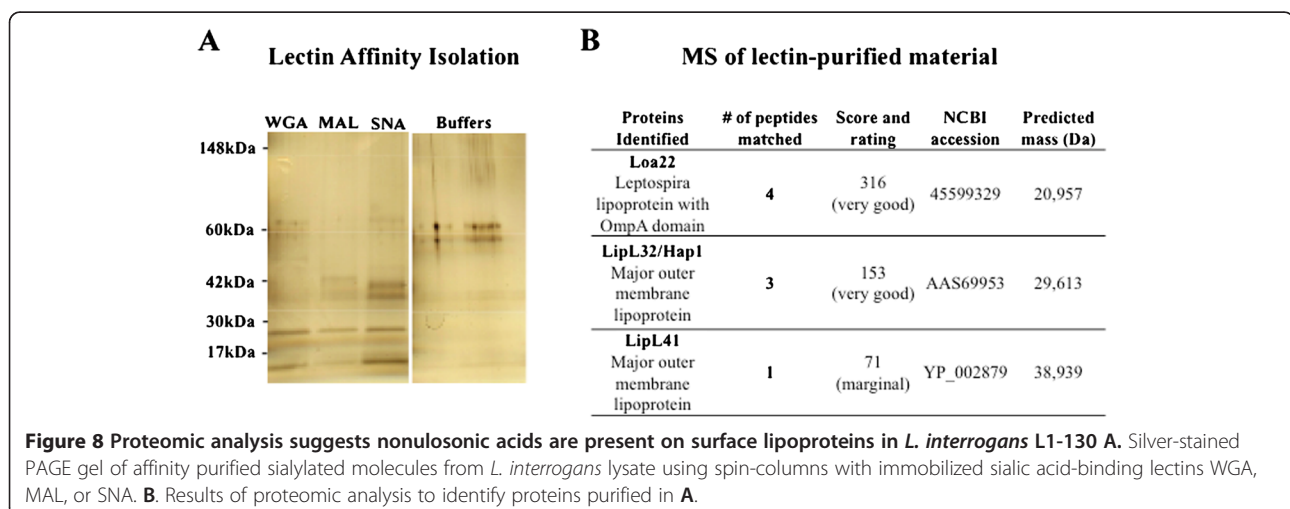 A
Lectin Affinity Isolation
WGA MAL SNA Buffers
148kDa
60kDa
42kDa
30kDa
17kDa
B
MS of lectin-purified material
Proteins Identified # of peptides matched Score and rating NCBI accession Predicted mass (Da)
Loa22
Leptospira lipoprotein with OmpA domain 4 316 (very good) 45599329 20,957
LipL32/Hap1
Major outer membrane lipoprotein 3 153 (very good) AAS69953 29,613
LipL41
Major outer membrane lipoprotein 1 71 (marginal) YP_002879 38,939
Figure 8 Proteomic analysis suggests nonulosonic acids are present on surface lipoproteins in L. interrogans L1-130 A. Silver-stained
PAGE gel of affinity purified sialylated molecules from L. interrogans lysate using spin-columns with immobilized sialic acid-binding lectins WGA,
MAL, or SNA. B. Results of proteomic analysis to identify proteins purified in A.